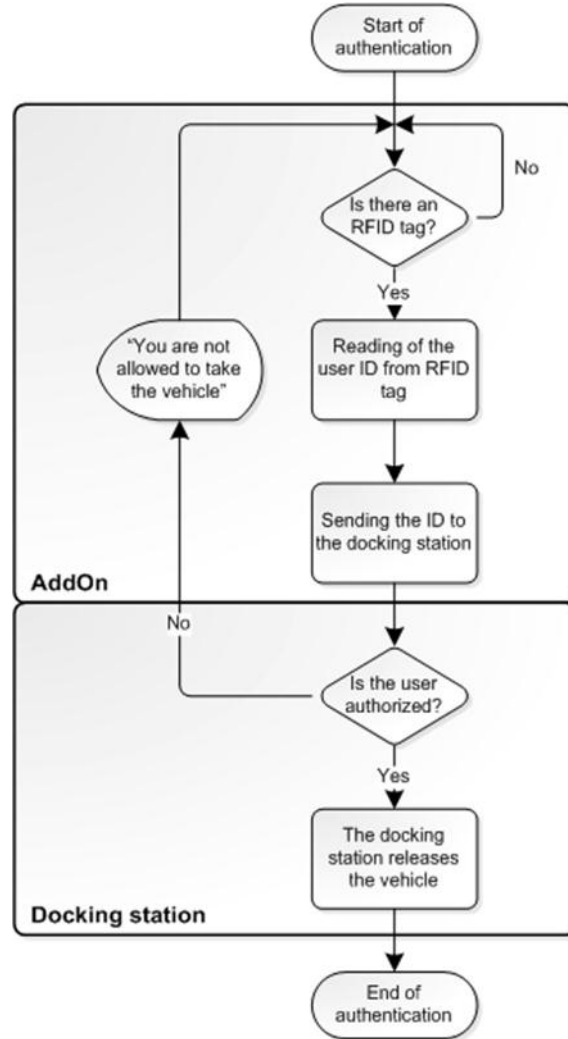 Start of
authentication
No
Is there an
RFID tag?
Yes
“You are not
allowed to take
the vehicle”
Reading of the
user ID from RFID
tag
Sending the ID to
the docking station
AddOn
No
Is the user
authorized?
Yes
The docking
station releases
the vehicle
Docking station
End of
authentication